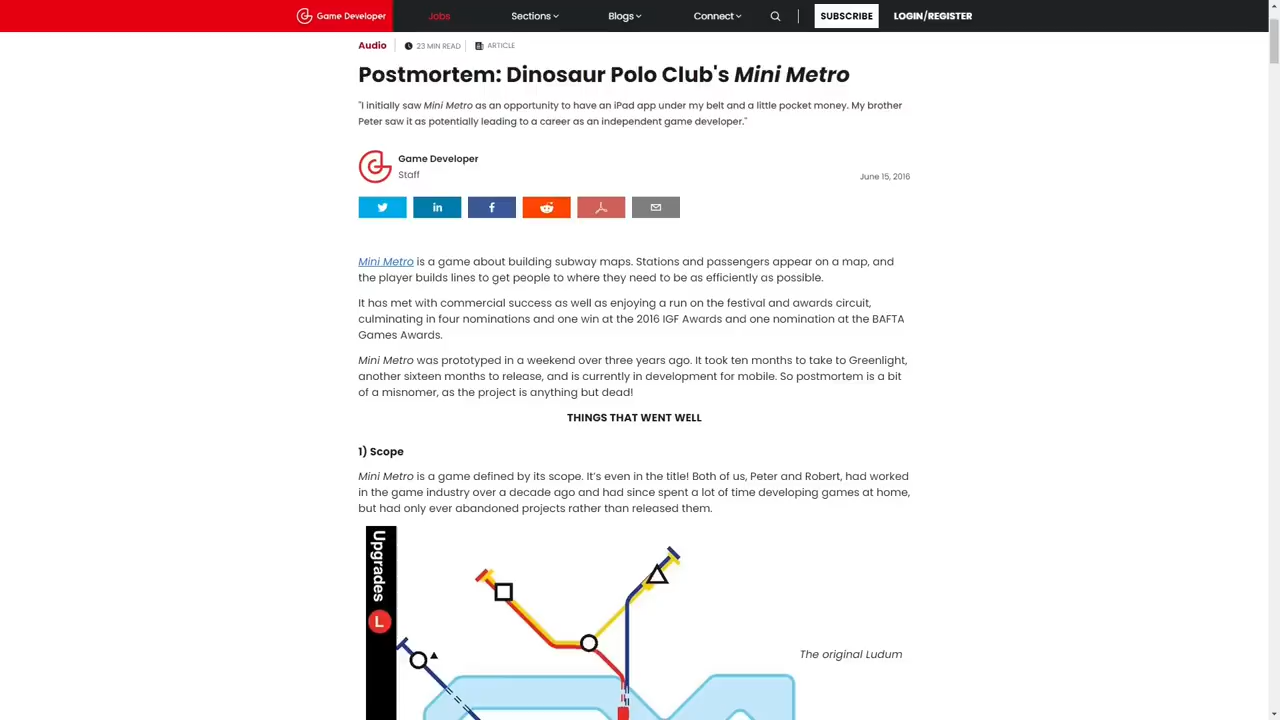 Game Developer
Jobs
Sections
Blogs
Connect
SUBSCRIBE
LOGIN/REGISTER
Audio
23 MIN READ
ARTICLE
Postmortem: Dinosaur Polo Club's Mini Metro
"I initially saw Mini Metro as an opportunity to have an iPad app under my belt and a little pocket money. My brother
Peter saw it as potentially leading to a career as an independent game developer."
Game Developer
Staff
June 15, 2016
Mini Metro is a game about building subway maps. Stations and passengers appear on a map, and
the player builds lines to get people to where they need to be as efficiently as possible.
It has met with commercial success as well as enjoying a run on the festival and awards circuit,
culminating in four nominations and one win at the 2016 IGF Awards and one nomination at the BAFTA
Games Awards.
Mini Metro was prototyped in a weekend over three years ago. It took ten months to take to Greenlight,
another sixteen months to release, and is currently in development for mobile. So postmortem is a bit
of a misnomer, as the project is anything but dead!
THINGS THAT WENT WELL
1) Scope
Mini Metro is a game defined by its scope. It's even in the title! Both of us, Peter and Robert, had worked
in the game industry over a decade ago and had since spent a lot of time developing games at home,
but had only ever abandoned projects rather than released them.
Upgrades
L
The original Ludum